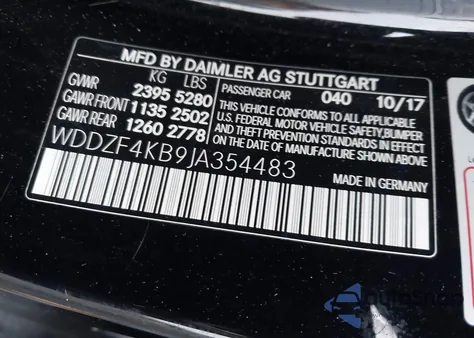 MFD BY DAIMLER AG STUTTGART
KG LBS
GVWR 2395 5280
GAWR FRONT 1135 2502
GAWR REAR 1260 2778
PASSENGER CAR 040 10/17
THIS VEHICLE CONFORMS TO ALL APPLICABLE
U.S. FEDERAL MOTOR VEHICLE SAFETY,BUMPER
AND THEFT PREVENTION STANDARDS IN EFFECT
ON THE DATE OF MANUFACTURE SHOWN ABOVE
WDDZF4KB9JA354483
MADE IN GERMANY